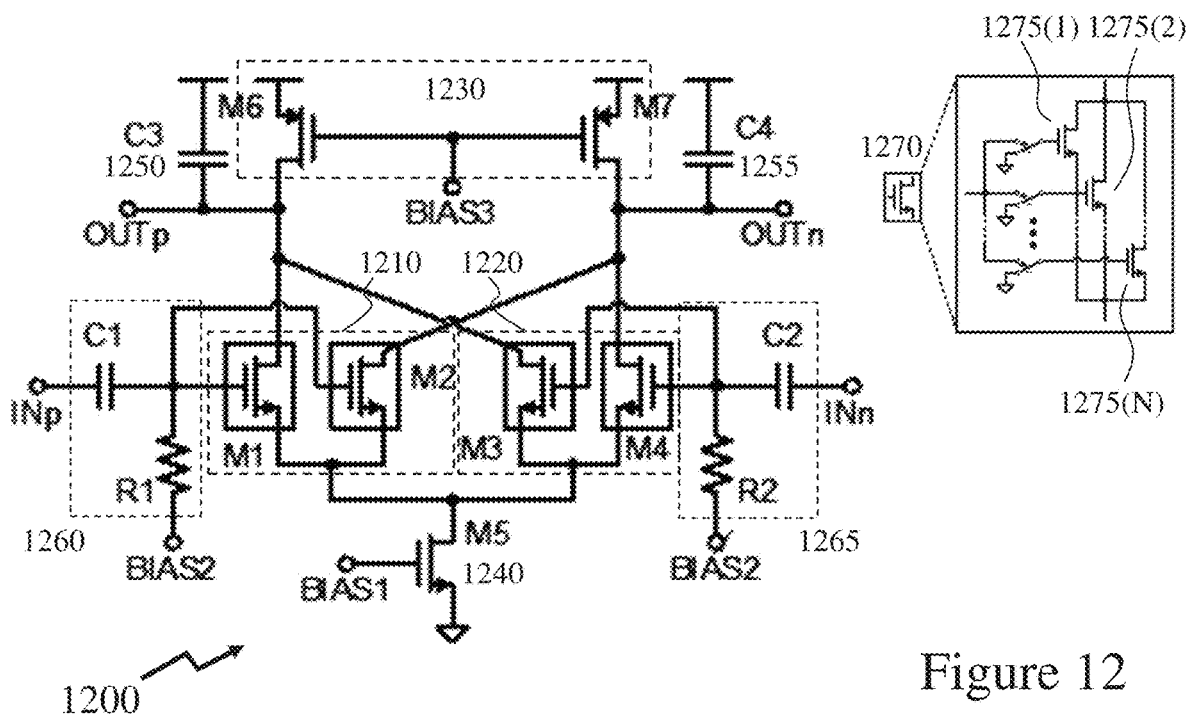 1275(1) 1275(2)
1230
M6
M7
C3
1250
C4
1255
1270
BIAS3
OUTp
OUTn
1210
1220
C1
C2
INp
INn
M2
1275(N)
M1
M3
M4
R1
R2
1260
BIAS2
M5
1240
BIAS1
BIAS2
1265
1200
Figure 12